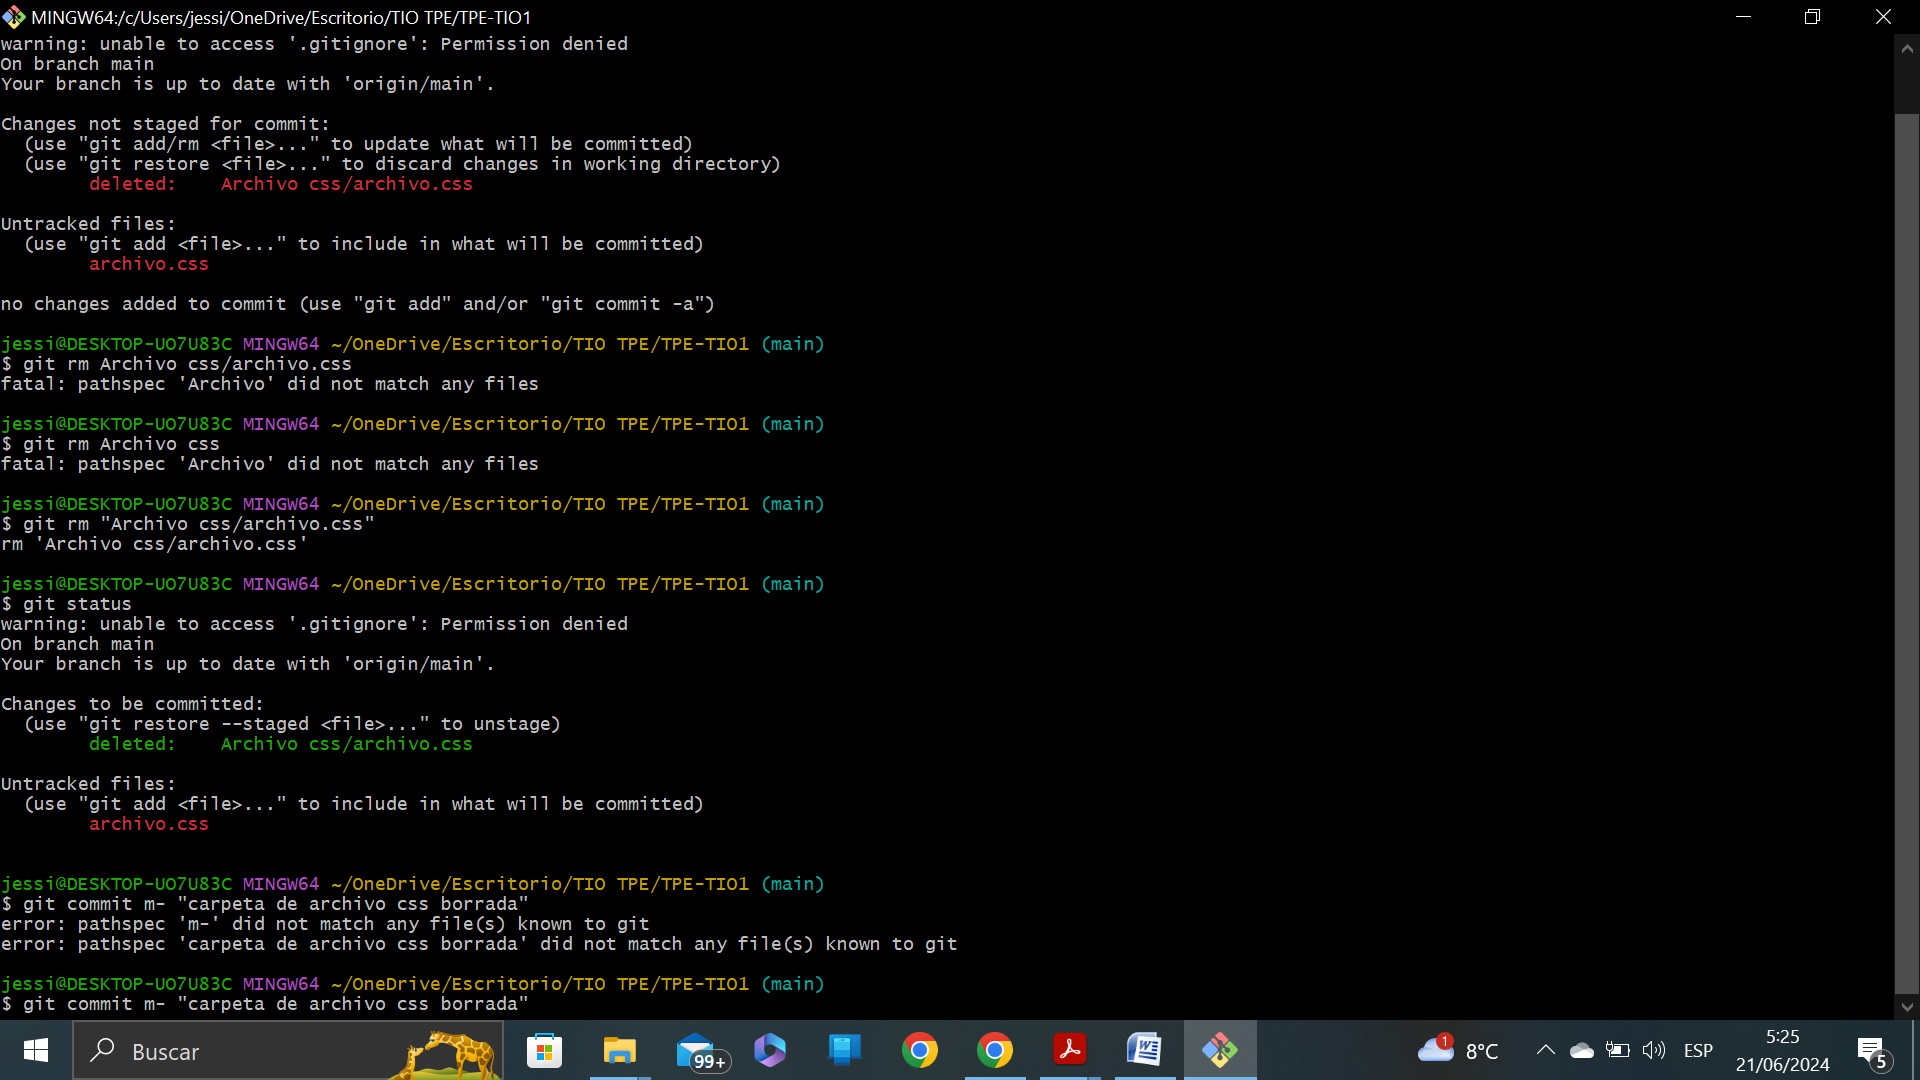 MINGW64:/c/Users/jessi/OneDrive/Escritorio/TIO TPE/TPE-TIO1
warning: unable to access '.gitignore': Permission denied
On branch main
Your branch is up to date with 'origin/main'.
Changes not staged for commit:
  (use "git add/rm <file>..." to update what will be committed)
  (use "git restore <file>..." to discard changes in working directory)
        deleted:    Archivo css/archivo.css
Untracked files:
  (use "git add <file>..." to include in what will be committed)
        archivo.css
no changes added to commit (use "git add" and/or "git commit -a")
jessi@DESKTOP-UO7U83C MINGW64 ~/OneDrive/Escritorio/TIO TPE/TPE-TIO1 (main)
$ git rm Archivo css/archivo.css
fatal: pathspec 'Archivo' did not match any files
jessi@DESKTOP-UO7U83C MINGW64 ~/OneDrive/Escritorio/TIO TPE/TPE-TIO1 (main)
$ git rm Archivo css
fatal: pathspec 'Archivo' did not match any files
jessi@DESKTOP-UO7U83C MINGW64 ~/OneDrive/Escritorio/TIO TPE/TPE-TIO1 (main)
$ git rm "Archivo css/archivo.css"
rm 'Archivo css/archivo.css'
jessi@DESKTOP-UO7U83C MINGW64 ~/OneDrive/Escritorio/TIO TPE/TPE-TIO1 (main)
$ git status
warning: unable to access '.gitignore': Permission denied
On branch main
Your branch is up to date with 'origin/main'.
Changes to be committed:
  (use "git restore --staged <file>..." to unstage)
        deleted:    Archivo css/archivo.css
Untracked files:
  (use "git add <file>..." to include in what will be committed)
        archivo.css
jessi@DESKTOP-UO7U83C MINGW64 ~/OneDrive/Escritorio/TIO TPE/TPE-TIO1 (main)
$ git commit m- "carpeta de archivo css borrada"
error: pathspec 'm-' did not match any file(s) known to git
error: pathspec 'carpeta de archivo css borrada' did not match any file(s) known to git
jessi@DESKTOP-UO7U83C MINGW64 ~/OneDrive/Escritorio/TIO TPE/TPE-TIO1 (main)
$ git commit m- "carpeta de archivo css borrada"
Buscar
99+
1
8°C
ESP
5:25
21/06/2024
5